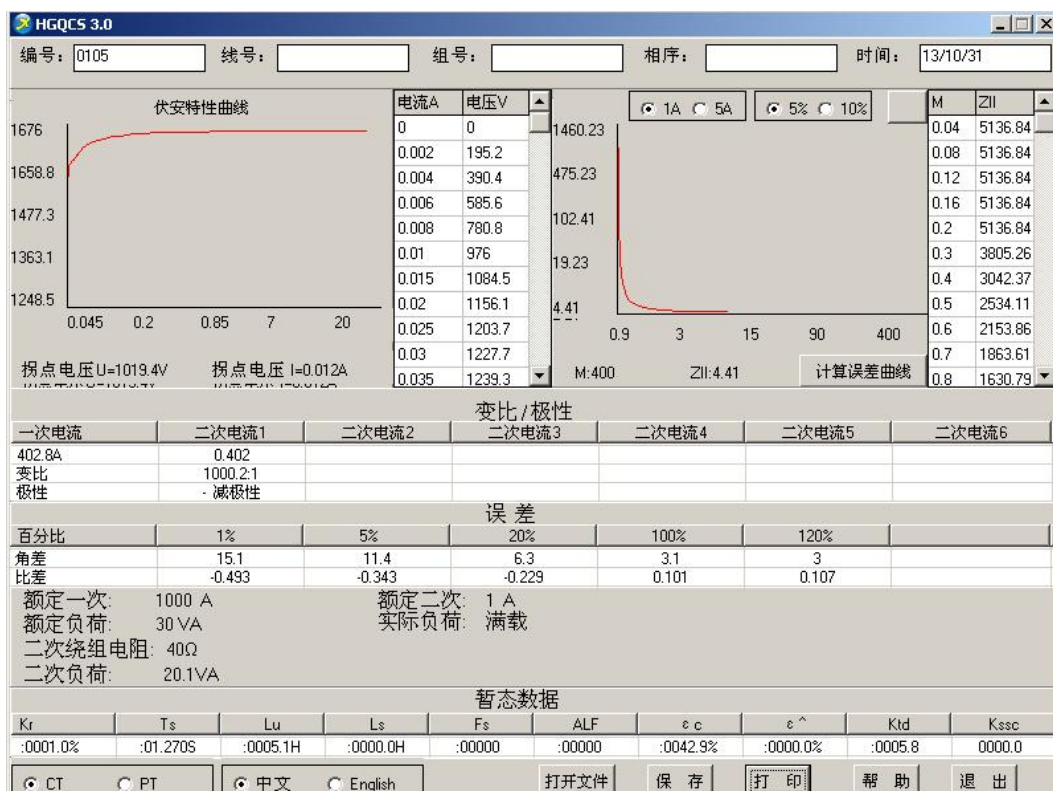 HGQCS 3.0
编号: 0105 线号: 组号: 相序: 时间: 13/10/31
伏安特性曲线
1676
1658.8
1477.3
1363.1
1248.5
0.045 0.2 0.85 7 20
拐点电压U=1019.4V 拐点电压 I=0.012A
电流A 电压V
0 0
0.002 195.2
0.004 390.4
0.006 585.6
0.008 780.8
0.01 976
0.015 1084.5
0.02 1156.1
0.025 1203.7
0.03 1227.7
0.035 1239.3
1A 5A 5% 10%
1460.23
475.23
102.41
19.23
4.41
0.9 3 15 90 400
M:400 ZII:4.41 计算误差曲线
M ZII
0.04 5136.84
0.08 5136.84
0.12 5136.84
0.16 5136.84
0.2 5136.84
0.3 3805.26
0.4 3042.37
0.5 2534.11
0.6 2153.86
0.7 1863.61
0.8 1630.79
变比/极性
一次电流 二次电流1 二次电流2 二次电流3 二次电流4 二次电流5 二次电流6
402.8A 0.402
变比 1000.2:1
极性 - 减极性
误 差
百分比 1% 5% 20% 100% 120%
角差 15.1 11.4 6.3 3.1 3
比差 -0.493 -0.343 -0.229 0.101 0.107
额定一次: 1000 A 额定二次: 1 A
额定负荷: 30 VA 实际负荷: 满载
二次绕组电阻: 40Ω
二次负荷: 20.1VA
暂态数据
Kr Ts Lu Ls Fs ALF ε c ε ^ Ktd Kssc
:0001.0% :01.270S :0005.1H :0000.0H :00000 :00000 :0042.9% :0000.0% :0005.8 0000.0
CT PT 中文 English 打开文件 保 存 打 印 帮 助 退 出